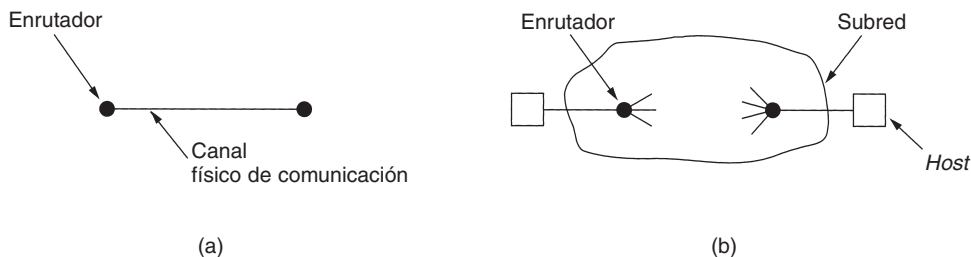 Enrutador
Canal
físico de comunicación
(a)
Enrutador
Subred
Host
(b)